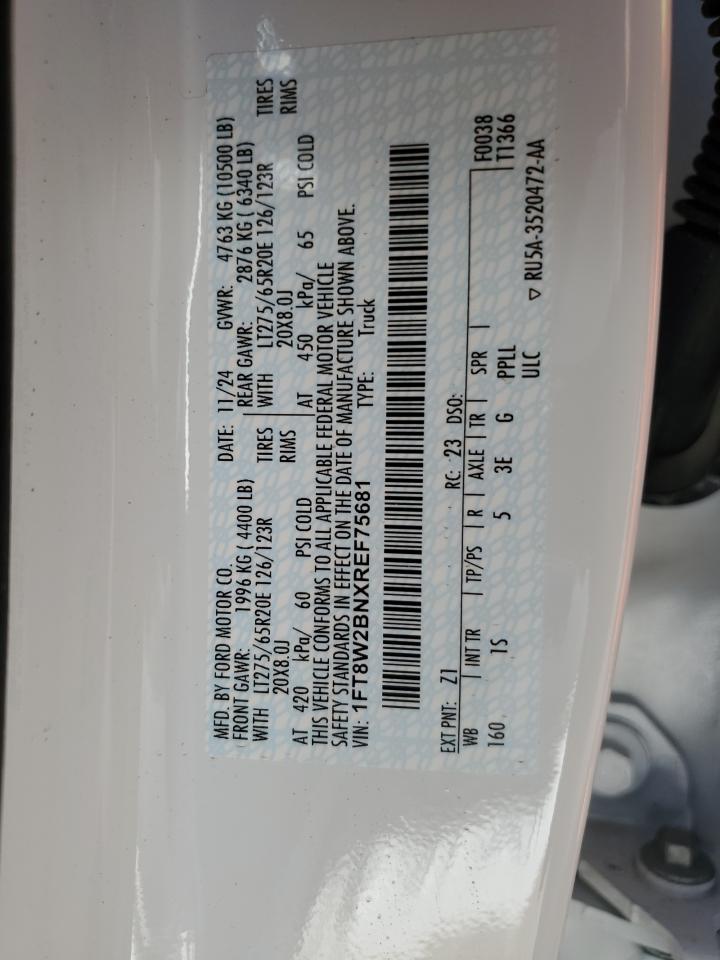 MFD. BY FORD MOTOR CO.
DATE: 11/24 GVWR: 4763 KG (10500 LB)
FRONT GAWR: 1996 KG ( 4400 LB)
REAR GAWR: 2876 KG ( 6340 LB)
WITH LT275/65R20E 126/123R TIRES
WITH LT275/65R20E 126/123R TIRES
20X8.0J RIMS
20X8.0J RIMS
AT 420 kPa/ 60 PSI COLD
AT 450 kPa/ 65 PSI COLD
THIS VEHICLE CONFORMS TO ALL APPLICABLE FEDERAL MOTOR VEHICLE
SAFETY STANDARDS IN EFFECT ON THE DATE OF MANUFACTURE SHOWN ABOVE.
VIN: 1FT8W2BNXREF75681 TYPE: Truck
EXT PNT: Z1 RC: 23 DSO:
WB INT TR TP/PS R AXLE TR SPR F0038
160 1S 5 3E G PPLL T1366
ULC ▽ RU5A-3520472-AA